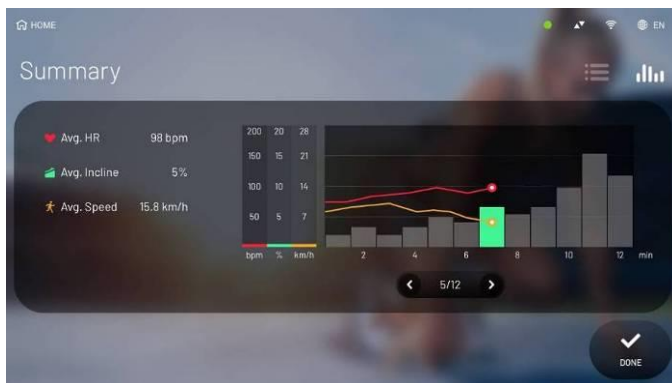 HOME
EN
Summary
Avg. HR 98 bpm
Avg. Incline 5%
Avg. Speed 15.8 km/h
200 20 28
150 15 21
100 10 14
50 5 7
bpm % km/h 2 4 6 8 10 12 min
5/12
DONE